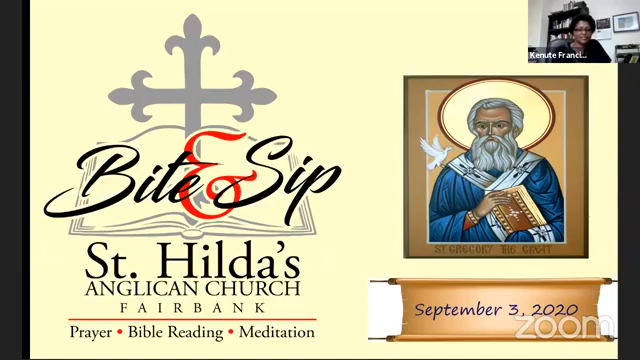 Kenute Franci...
Bite & Sip
St. Hilda's
ANGLICAN CHURCH
FAIRBANK
Prayer • Bible Reading • Meditation
ST GREGORY THE GREAT
September 3, 2020
zoom